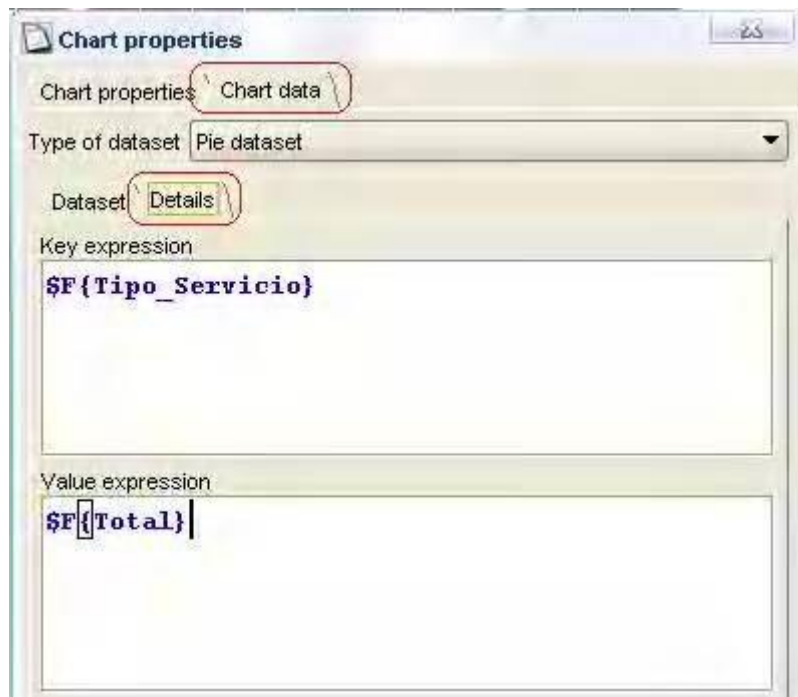 Chart properties
Chart properties Chart data
Type of dataset Pie dataset
Dataset Details
Key expression
$F{Tipo_Servicio}
Value expression
$F{Total}